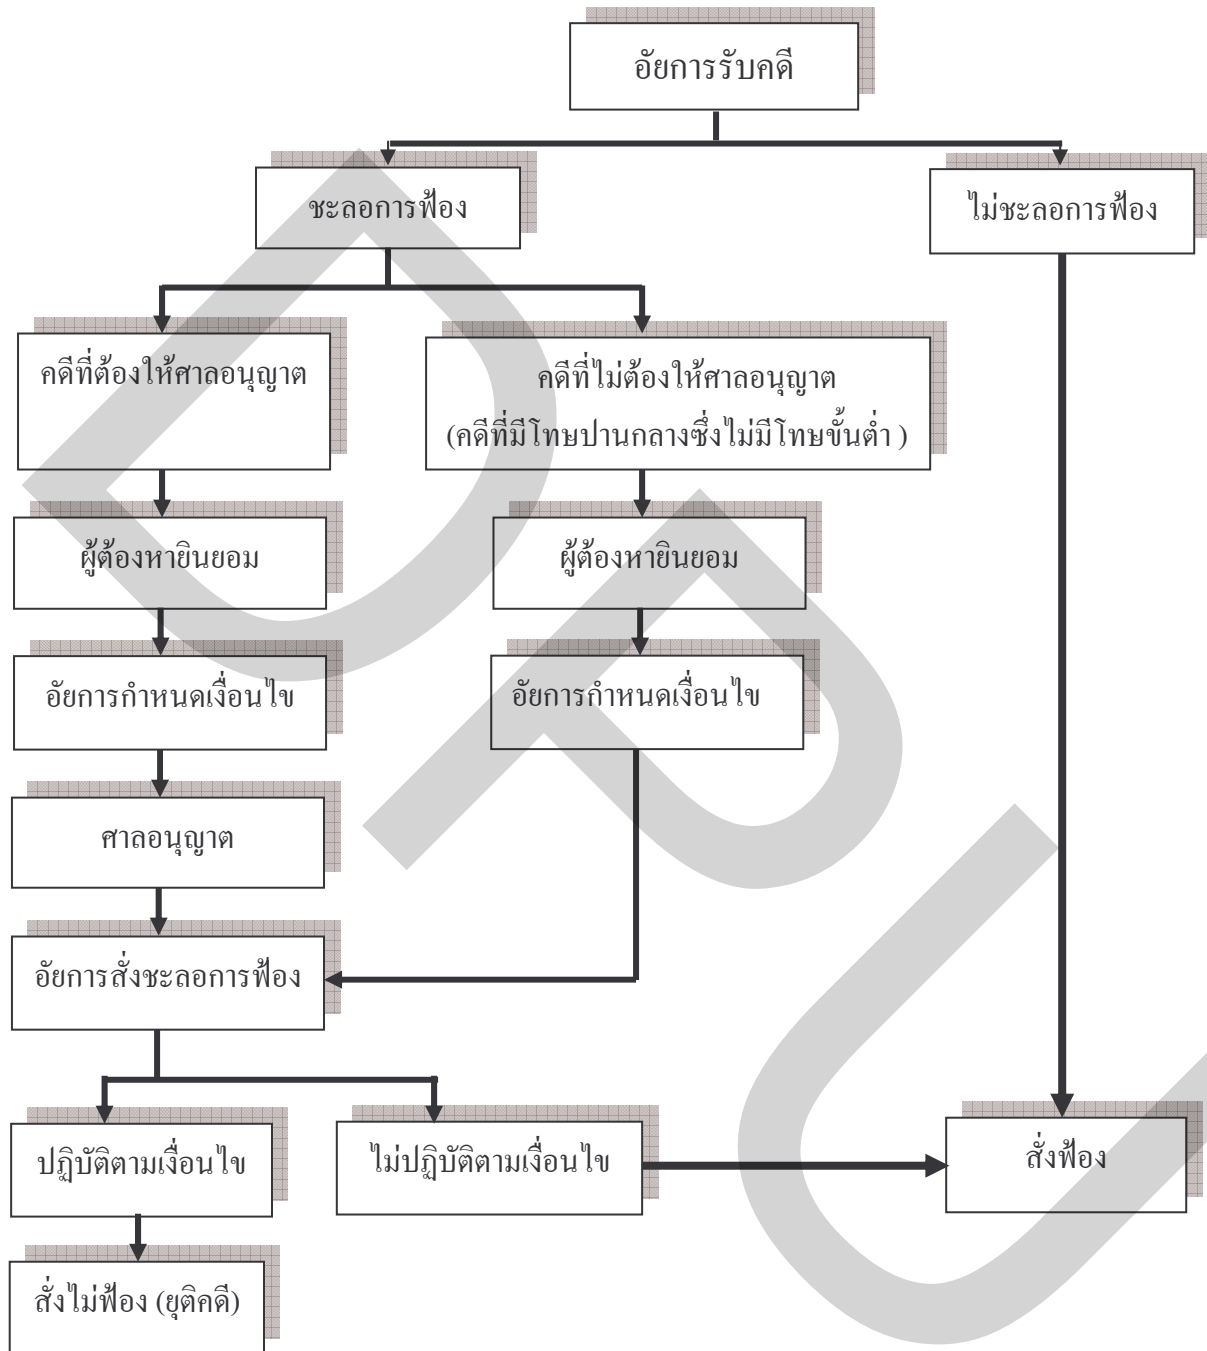 อัยการรับคดี
ชะลอการฟ้อง
ไม่ชะลอการฟ้อง
คดีที่ต้องให้ศาลอนุญาต
คดีที่ไม่ต้องให้ศาลอนุญาต
(คดีที่มีโทษปานกลางซึ่งไม่มีโทษขั้นต่ำ )
ผู้ต้องหายินยอม
ผู้ต้องหายินยอม
อัยการกำหนดเงื่อนไข
อัยการกำหนดเงื่อนไข
ศาลอนุญาต
อัยการสั่งชะลอการฟ้อง
ปฏิบัติตามเงื่อนไข
ไม่ปฏิบัติตามเงื่อนไข
สั่งฟ้อง
สั่งไม่ฟ้อง (ยุติคดี)
DPU